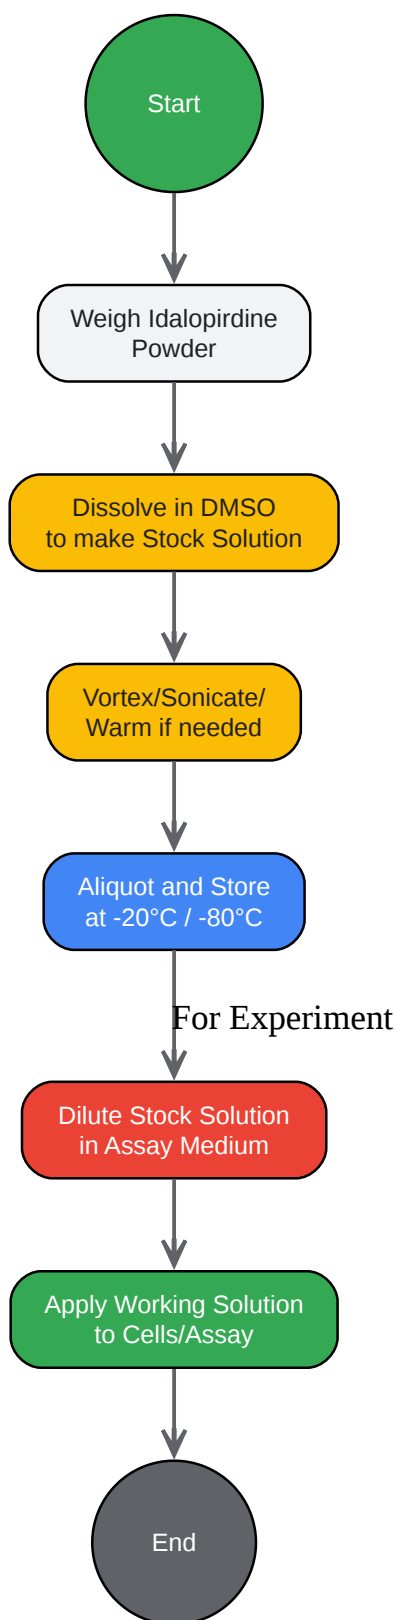 Start
Weigh Idalopirdine
Powder
Dissolve in DMSO
to make Stock Solution
Vortex/Sonicate/
Warm if needed
Aliquot and Store
at -20°C / -80°C
For Experiment
Dilute Stock Solution
in Assay Medium
Apply Working Solution
to Cells/Assay
End